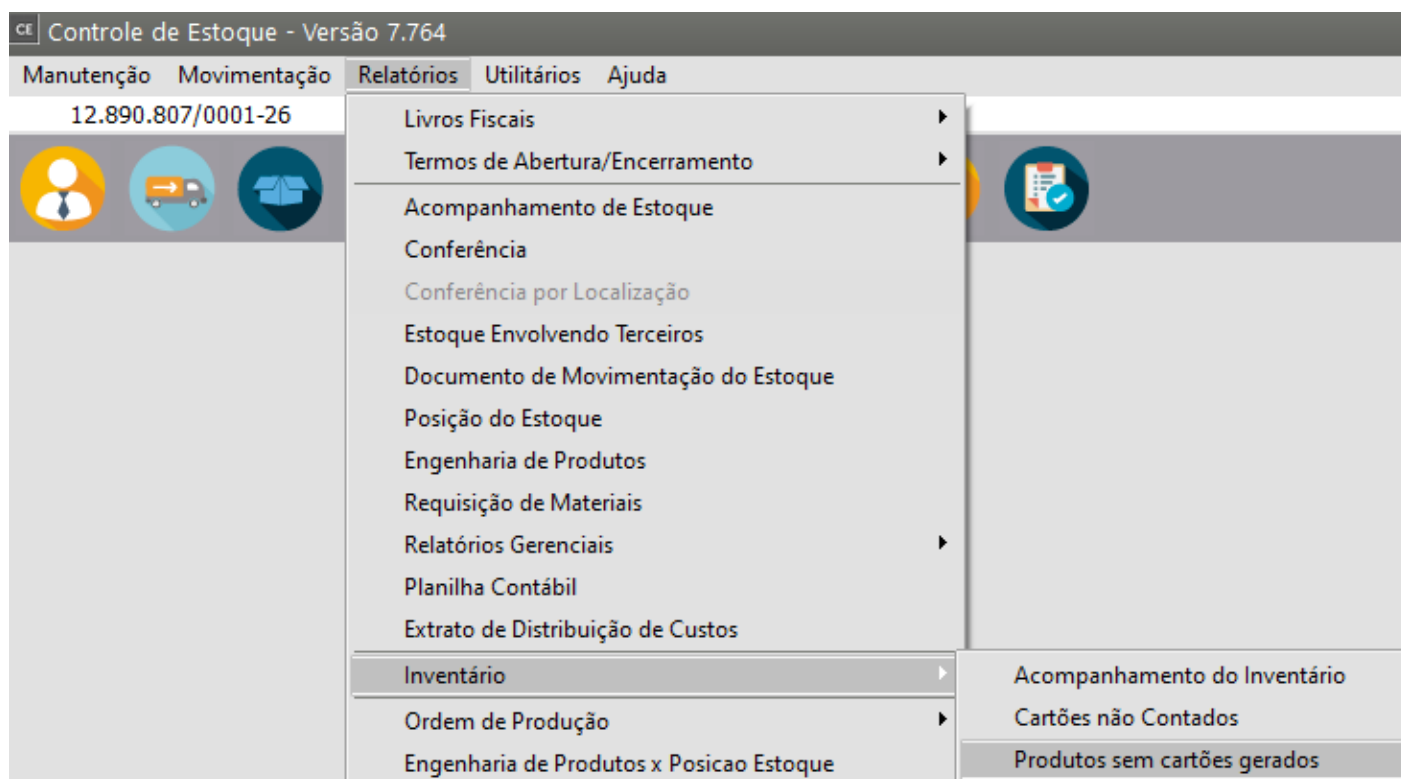 CE Controle de Estoque - Versão 7.764
Manutenção Movimentação Relatórios Utilitários Ajuda
12.890.807/0001-26
Livros Fiscais
Termos de Abertura/Encerramento
Acompanhamento de Estoque
Conferência
Conferência por Localização
Estoque Envolvendo Terceiros
Documento de Movimentação do Estoque
Posição do Estoque
Engenharia de Produtos
Requisição de Materiais
Relatórios Gerenciais
Planilha Contábil
Extrato de Distribuição de Custos
Inventário
Ordem de Produção
Engenharia de Produtos x Posicao Estoque
Acompanhamento do Inventário
Cartões não Contados
Produtos sem cartões gerados